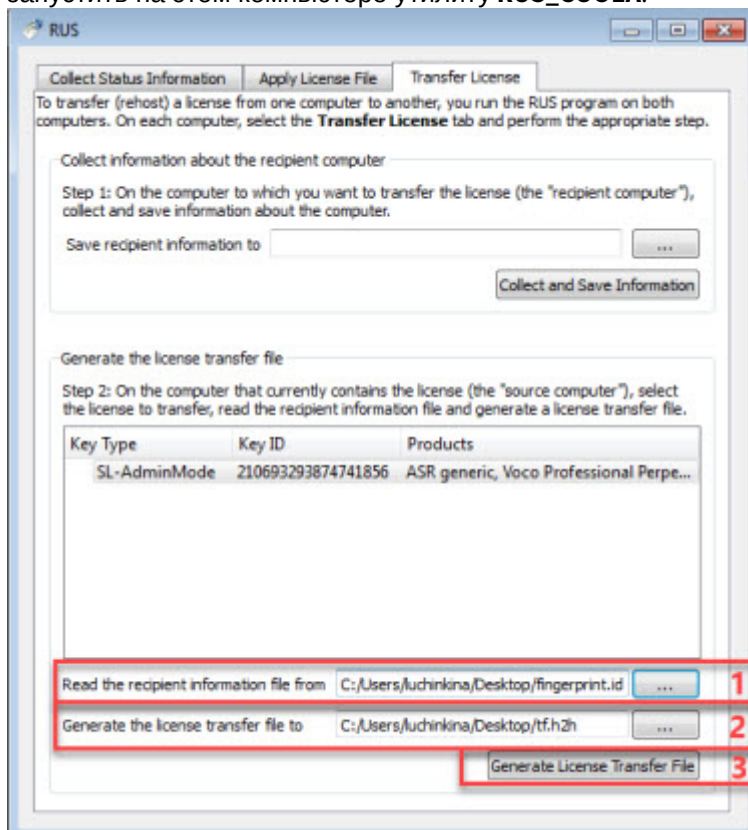 запустить на этом компьютере утилиту RUS_CUCLA.
RUS
Collect Status Information Apply License File Transfer License
To transfer (rehost) a license from one computer to another, you run the RUS program on both
computers. On each computer, select the Transfer License tab and perform the appropriate step.
Collect information about the recipient computer
Step 1: On the computer to which you want to transfer the license (the "recipient computer"),
collect and save information about the computer.
Save recipient information to ...
Collect and Save Information
Generate the license transfer file
Step 2: On the computer that currently contains the license (the "source computer"), select
the license to transfer, read the recipient information file and generate a license transfer file.
Key Type Key ID Products
SL-AdminMode 210693293874741856 ASR generic, Voco Professional Perpe...
Read the recipient information file from C:/Users/luchinkina/Desktop/fingerprint.id ... 1
Generate the license transfer file to C:/Users/luchinkina/Desktop/tf.h2h ... 2
Generate License Transfer File 3